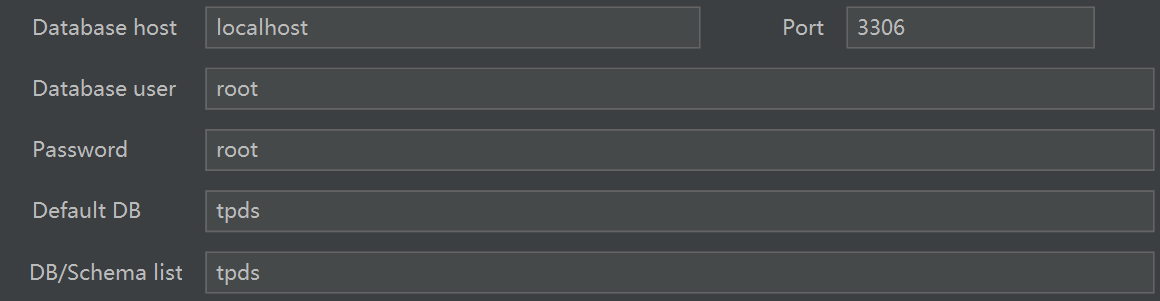 Database host localhost Port 3306
Database user root
Password root
Default DB tpds
DB/Schema list tpds